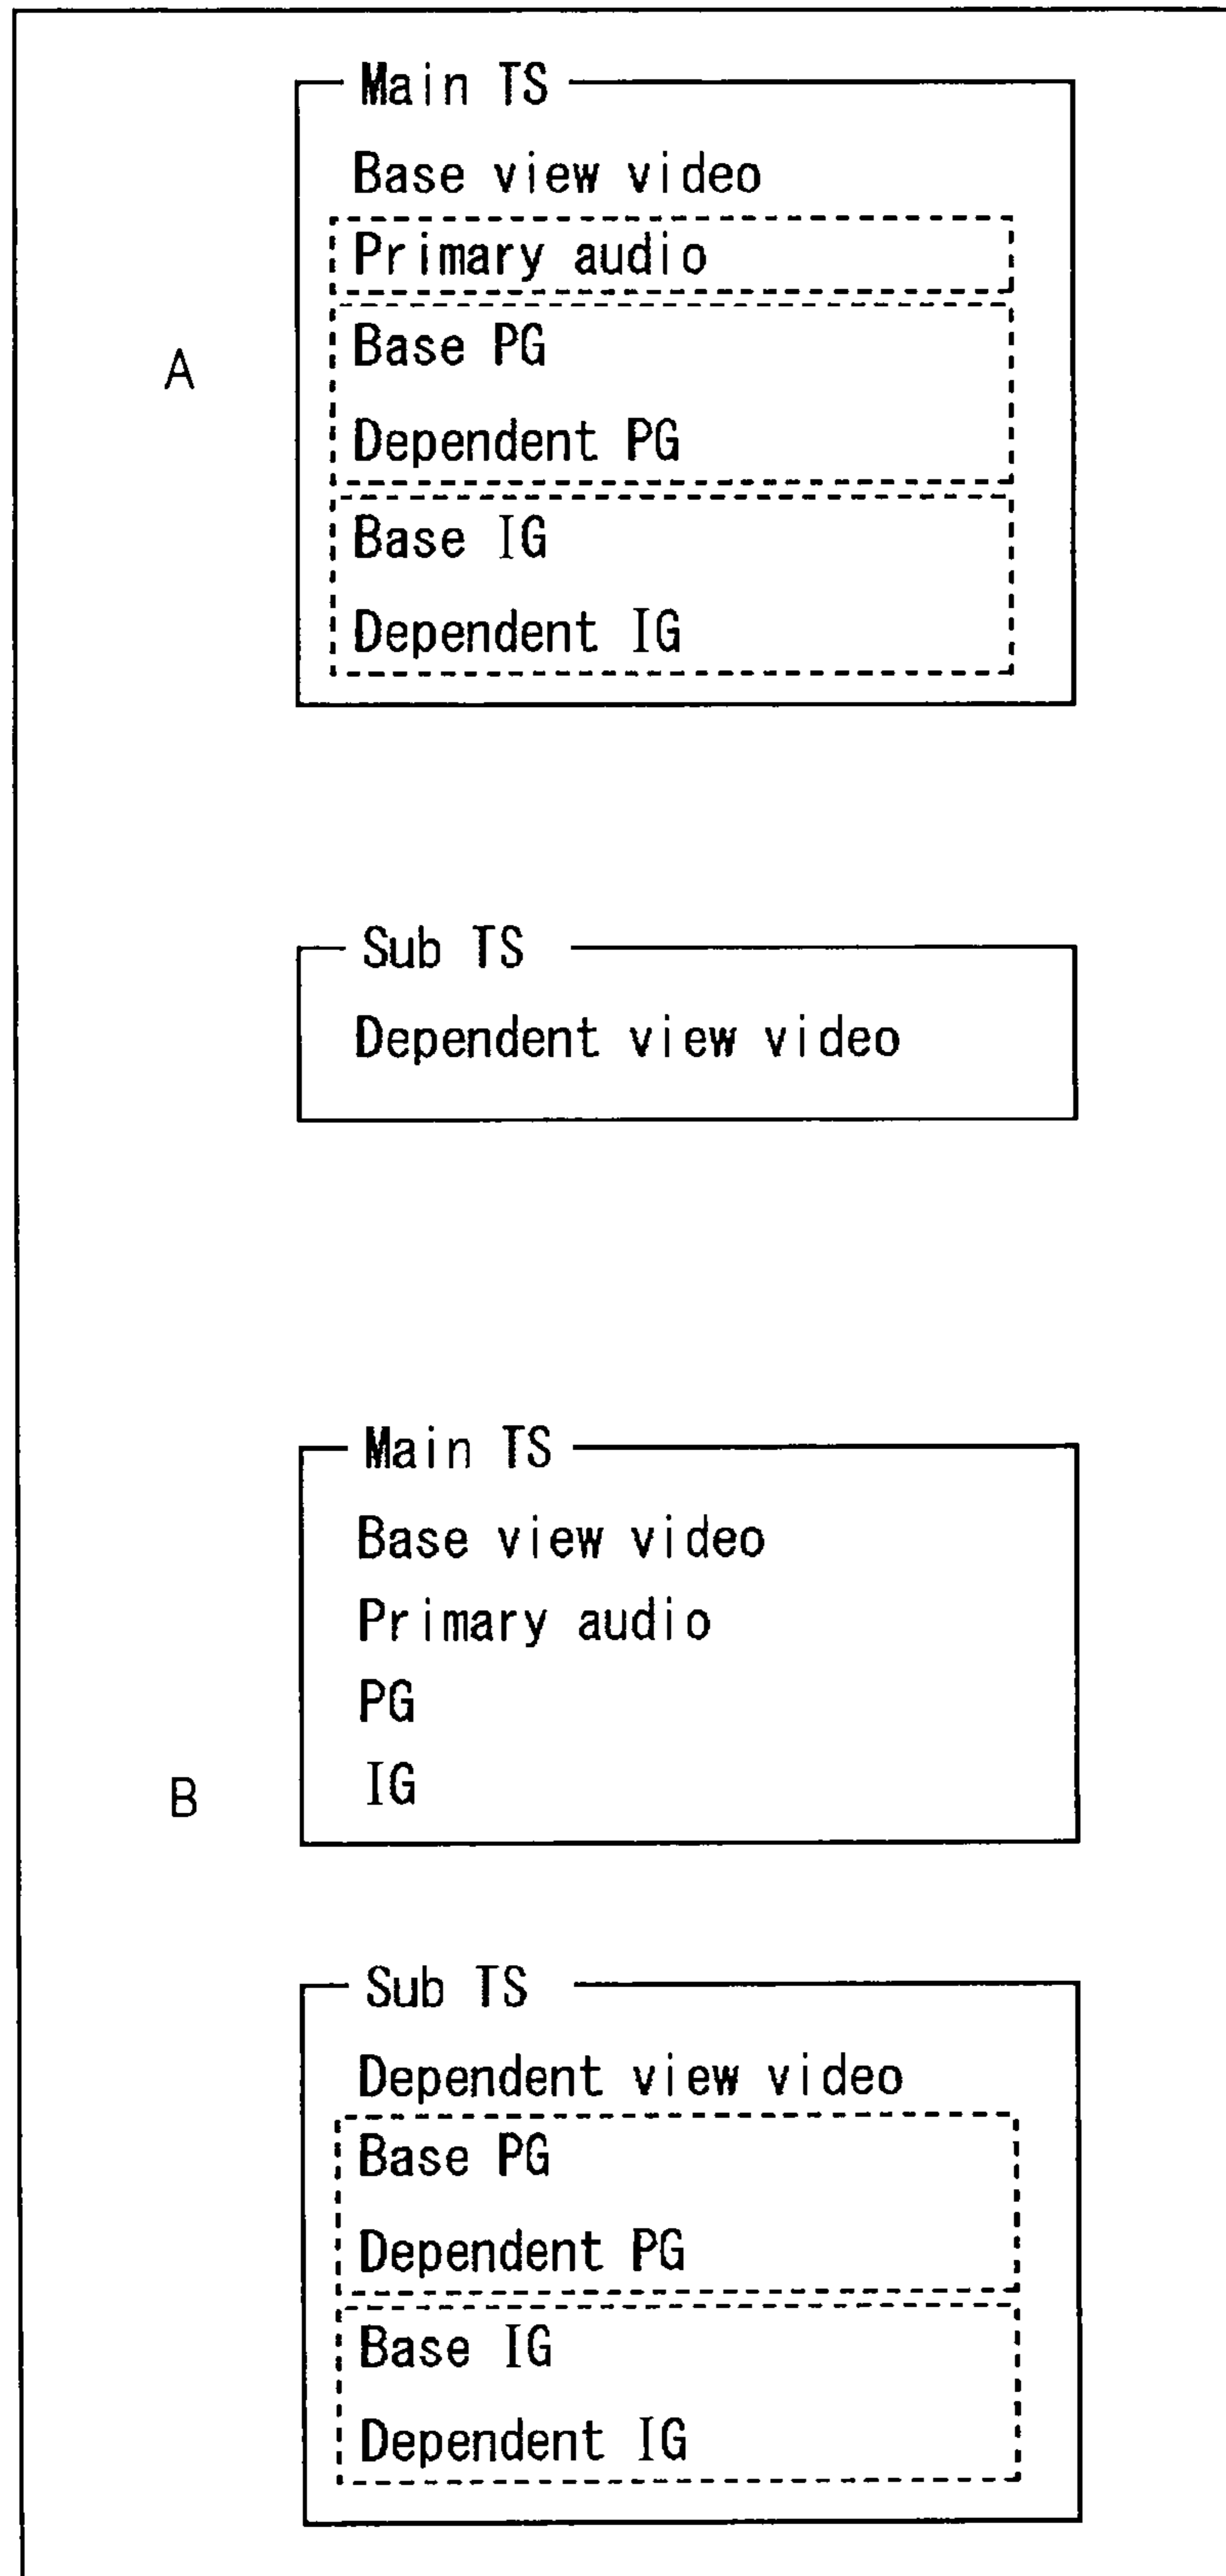 Main TS
Base view video
Primary audio
Base PG
A
Dependent PG
Base IG
Dependent IG
Sub TS
Dependent view video
Main TS
Base view video
Primary audio
PG
IG
B
Sub TS
Dependent view video
Base PG
Dependent PG
Base IG
Dependent IG